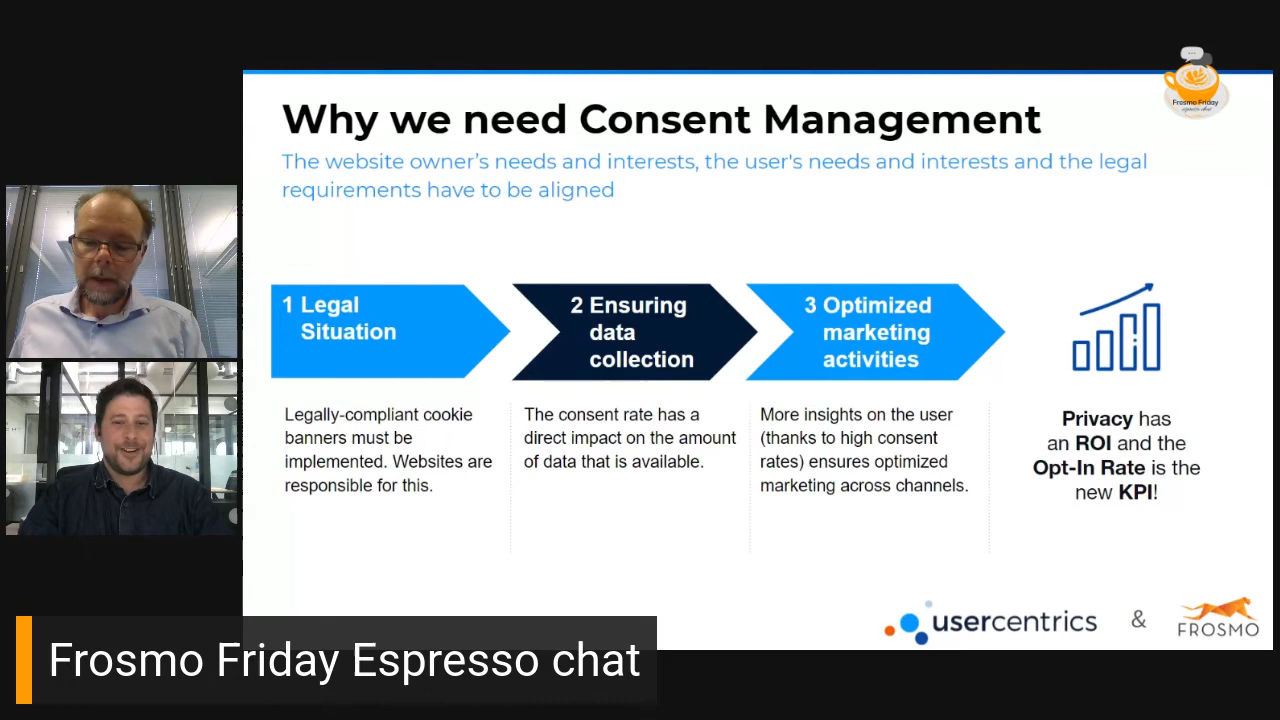 Frosmo Friday
espresso chat
Why we need Consent Management
The website owner's needs and interests, the user's needs and interests and the legal
requirements have to be aligned
1 Legal
Situation
2 Ensuring
data
collection
3 Optimized
marketing
activities
Legally-compliant cookie
banners must be
implemented. Websites are
responsible for this.
The consent rate has a
direct impact on the amount
of data that is available.
More insights on the user
(thanks to high consent
rates) ensures optimized
marketing across channels.
Privacy has
an ROI and the
Opt-In Rate is the
new KPI!
usercentrics & FROSMO
Frosmo Friday Espresso chat